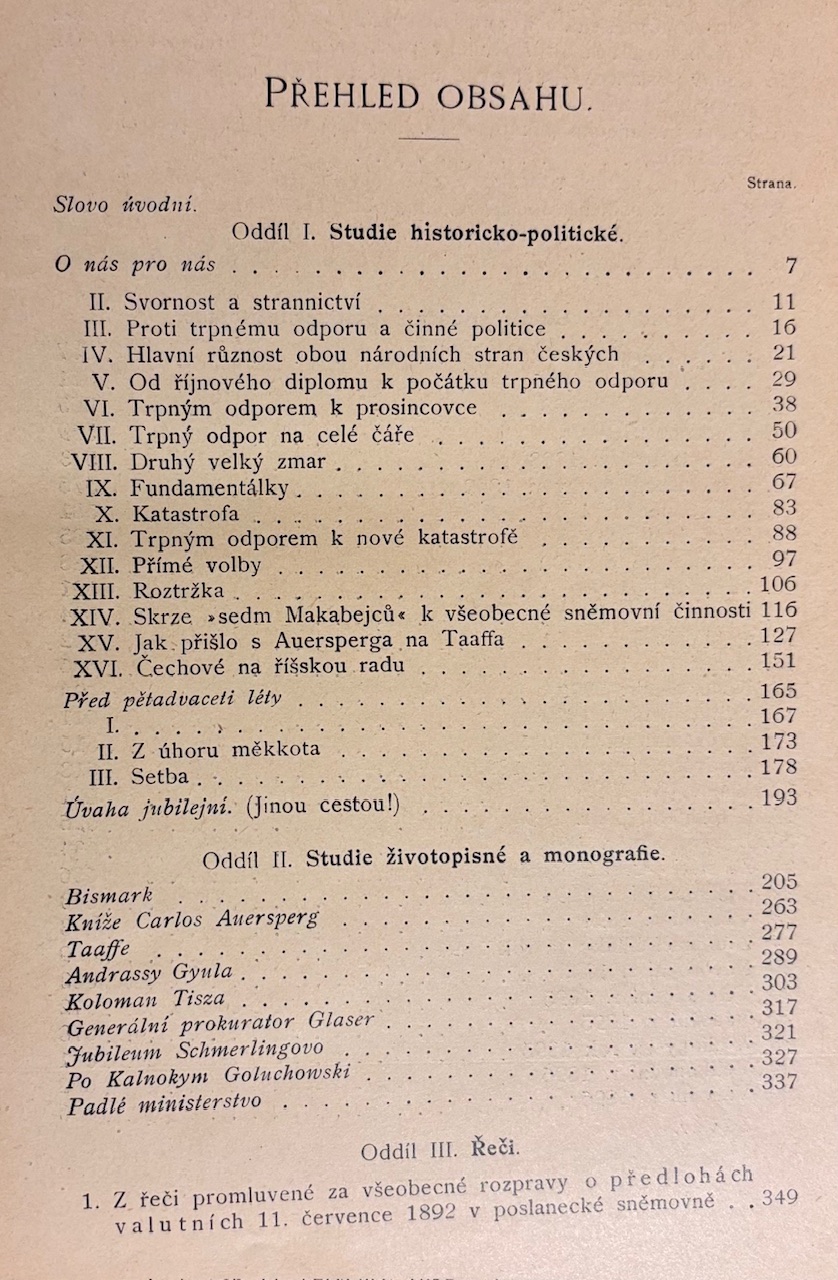 PŘEHLED OBSAHU.
Strana.
Slovo úvodní.
Oddíl I. Studie historicko-politické.
O nás pro nás . . . . . . . . . . . . . . . . . . . . 7
II. Svornost a strannictví . . . . . . . . . . . . . . 11
III. Proti trpnému odporu a činné politice . . . . . . . 16
IV. Hlavní různost obou národních stran českých . . . . . . 21
V. Od říjnového diplomu k počátku trpného odporu . . . . 29
VI. Trpným odporem k prosincovce . . . . . . . . . . 38
VII. Trpný odpor na celé čáře . . . . . . . . . . . . 50
VIII. Druhý velký zmar . . . . . . . . . . . . . . . . 60
IX. Fundamentálky . . . . . . . . . . . . . . . . . 67
X. Katastrofa . . . . . . . . . . . . . . . . . . . 83
XI. Trpným odporem k nové katastrofě . . . . . . . . . 88
XII. Přímé volby . . . . . . . . . . . . . . . . . . 97
XIII. Roztržka . . . . . . . . . . . . . . . . . . . 106
XIV. Skrze »sedm Makabejců« k všeobecné sněmovní činnosti 116
XV. Jak přišlo s Auersperga na Taaffa . . . . . . . . . 127
XVI. Čechové na říšskou radu . . . . . . . . . . . . . 151
Před pětadvaceti léty . . . . . . . . . . . . . . . . . 165
I. . . . . . . . . . . . . . . . . . . . . . . . 167
II. Z úhoru měkkota . . . . . . . . . . . . . . . . 173
III. Setba . . . . . . . . . . . . . . . . . . . . . 178
Úvaha jubilejní. (Jinou cestou!) . . . . . . . . . . . . 193
Oddíl II. Studie životopisné a monografie.
Bismark . . . . . . . . . . . . . . . . . . . . . . 205
Kníže Carlos Auersperg . . . . . . . . . . . . . . . 263
Taaffe . . . . . . . . . . . . . . . . . . . . . . 277
Andrassy Gyula . . . . . . . . . . . . . . . . . . . 289
Koloman Tisza . . . . . . . . . . . . . . . . . . . 303
Generální prokurator Glaser . . . . . . . . . . . . . 317
Jubileum Schmerlingovo . . . . . . . . . . . . . . . 321
Po Kalnokym Goluchowski . . . . . . . . . . . . . . 327
Padlé ministerstvo . . . . . . . . . . . . . . . . . 337
Oddíl III. Řeči.
1. Z řeči promluvené za všeobecné rozpravy o předlohách
valutních 11. července 1892 v poslanecké sněmovně . . 349